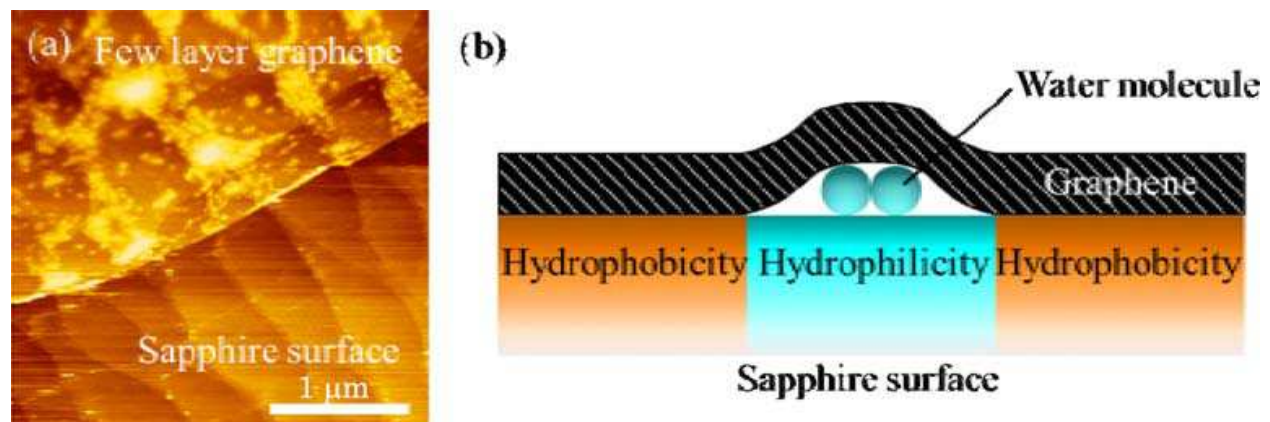 (a) Few layer graphene
Sapphire surface
1 μm
(b)
Water molecule
Graphene
Hydrophobicity Hydrophilicity Hydrophobicity
Sapphire surface